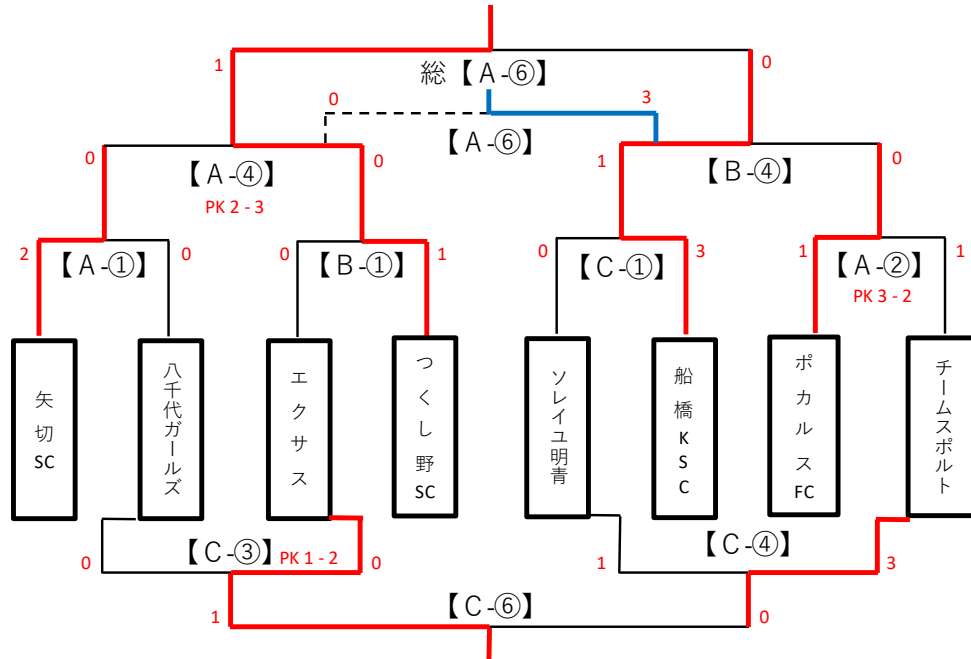 1
0
総【A-⑥】
0
3
【A-⑥】
0
【A-④】
0
1
【B-④】
0
PK 2 - 3
2
【A-①】
0
0
【B-①】
1
0
【C-①】
3
1
【A-②】
1
PK 3 - 2
矢切SC
八千代ガールズ
エクサス
つくし野SC
ソレイユ明青
船橋KSC
ポカルスFC
チームスポルト
0
【C-③】
PK 1 - 2
0
1
【C-④】
3
1
【C-⑥】
0